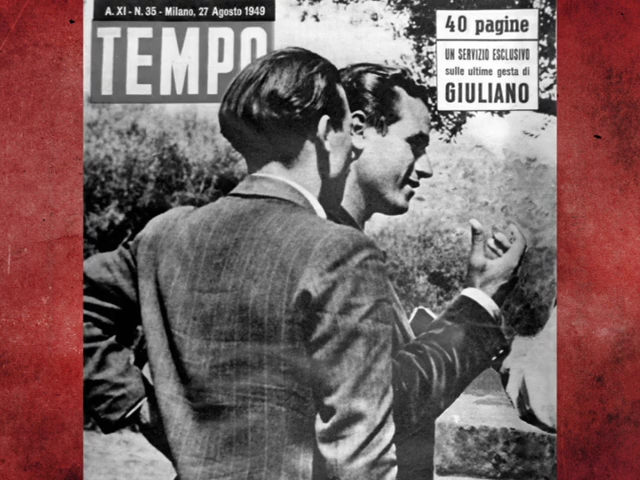 A. XI - N. 35 - Milano, 27 Agosto 1949
TEMPO
40 pagine
UN SERVIZIO ESCLUSIVO
sulle ultime gesta di
GIULIANO